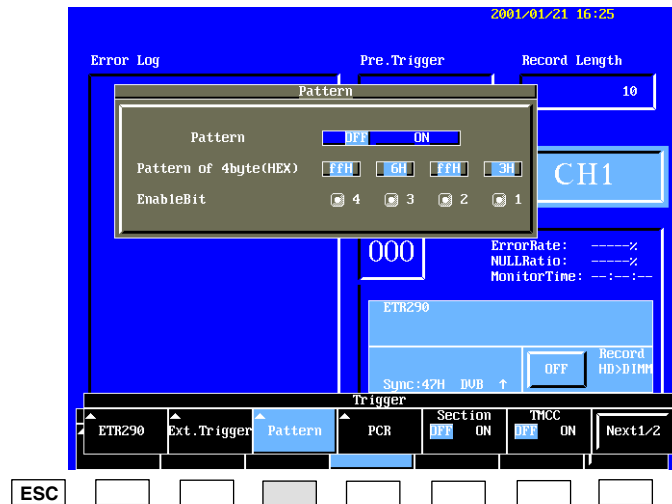 2001/01/21 16:25
Error Log Pre.Trigger Record Length
10
Pattern
Pattern OFF ON
Pattern of 4byte(HEX) ffH 6H ffH 3H
EnableBit 4 3 2 1
CH1
000
ErrorRate: -----%
NULLRatio: -----%
MonitorTime: --:--:--
ETR290
Sync:47H DVB ↑
OFF
Record
HD>DIMM
Trigger
ETR290 Ext.Trigger Pattern PCR Section OFF ON TMCC OFF ON Next1/2
ESC